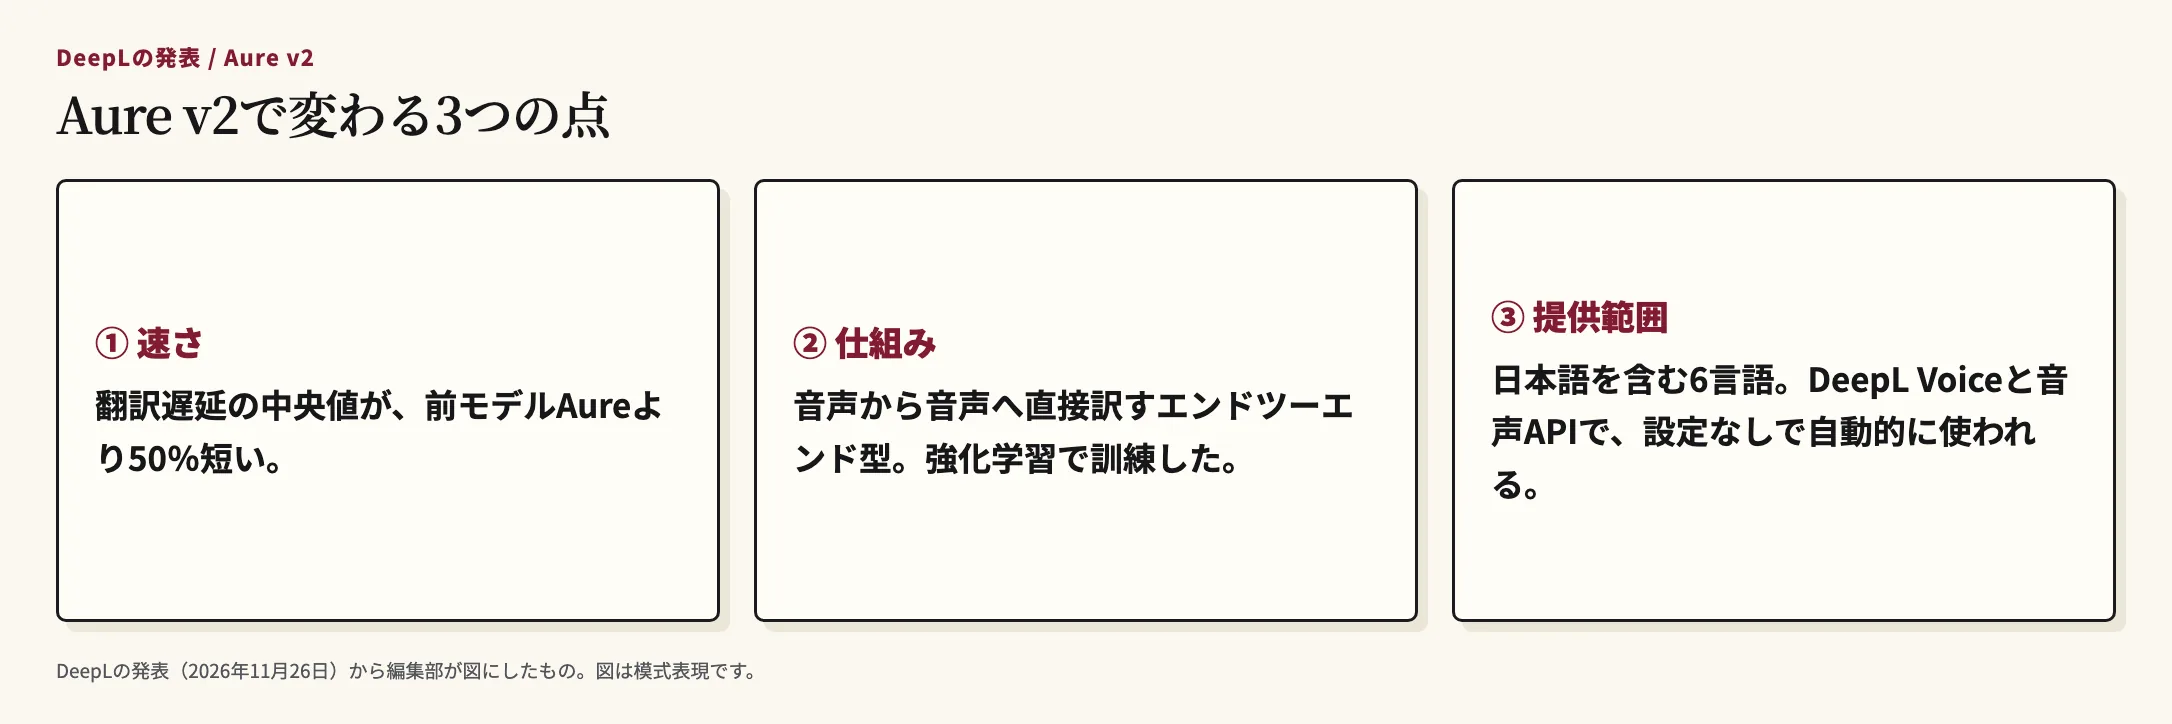 DeepLの発表 / Aure v2
Aure v2で変わる3つの点
① 速さ
翻訳遅延の中央値が、前モデルAureよ
り50%短い。
② 仕組み
音声から音声へ直接訳すエンドツーエ
ンド型。強化学習で訓練した。
③ 提供範囲
日本語を含む6言語。DeepL Voiceと音
声APIで、設定なしで自動的に使われ
る。
DeepLの発表（2026年11月26日）から編集部が図にしたもの。図は模式表現です。